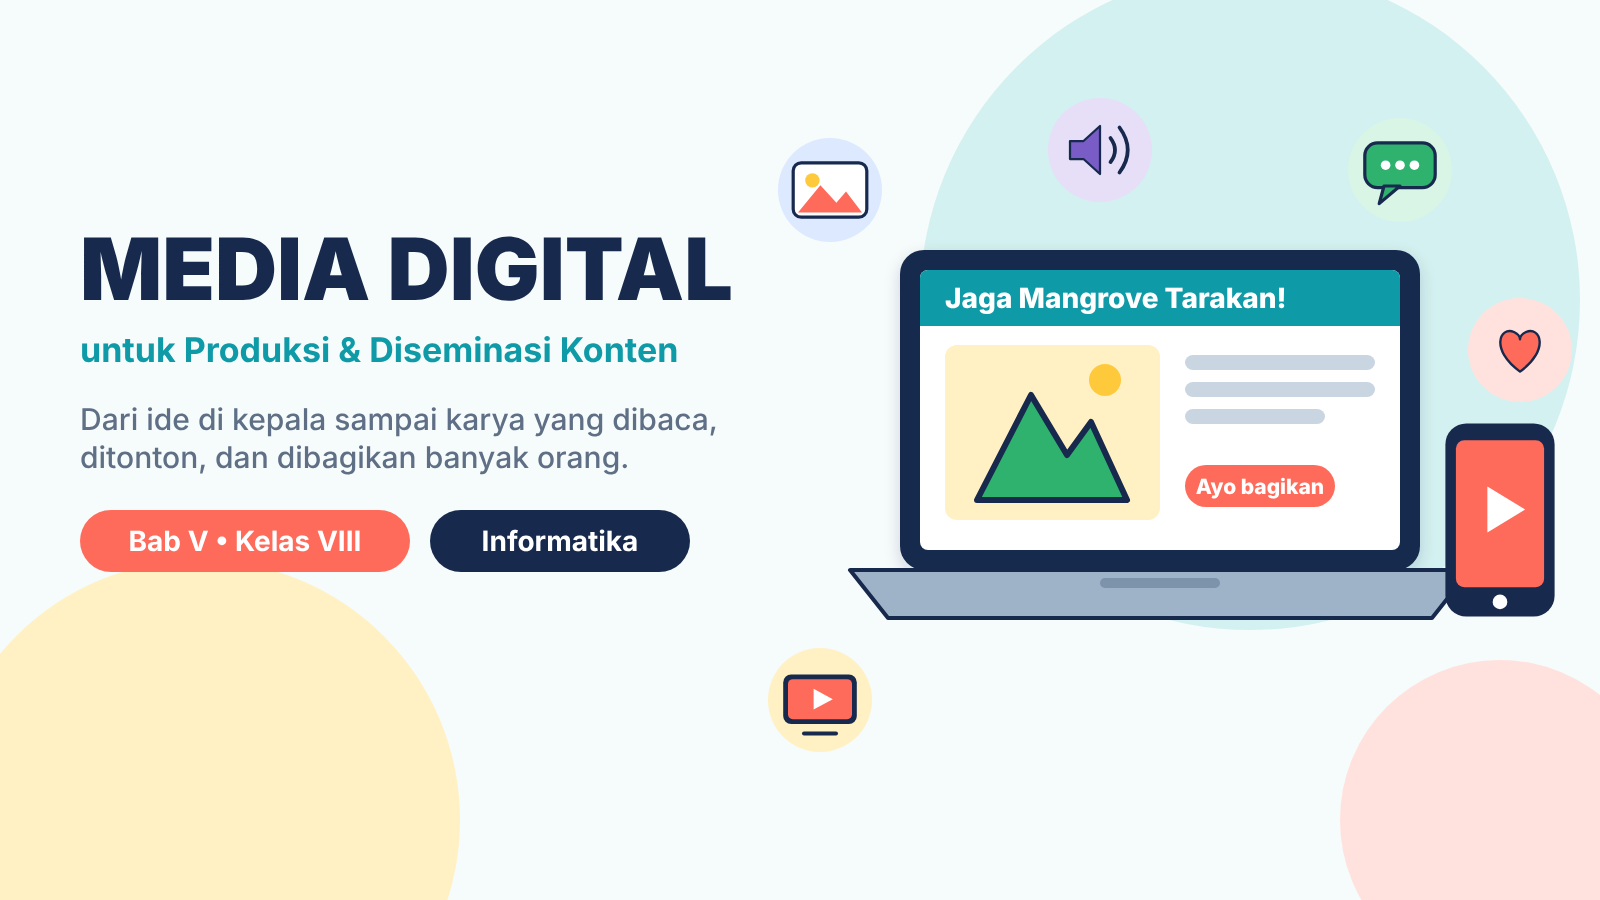 MEDIA DIGITAL
untuk Produksi & Diseminasi Konten
Dari ide di kepala sampai karya yang dibaca,
ditonton, dan dibagikan banyak orang.
Bab V • Kelas VIII
Informatika
Jaga Mangrove Tarakan!
Ayo bagikan